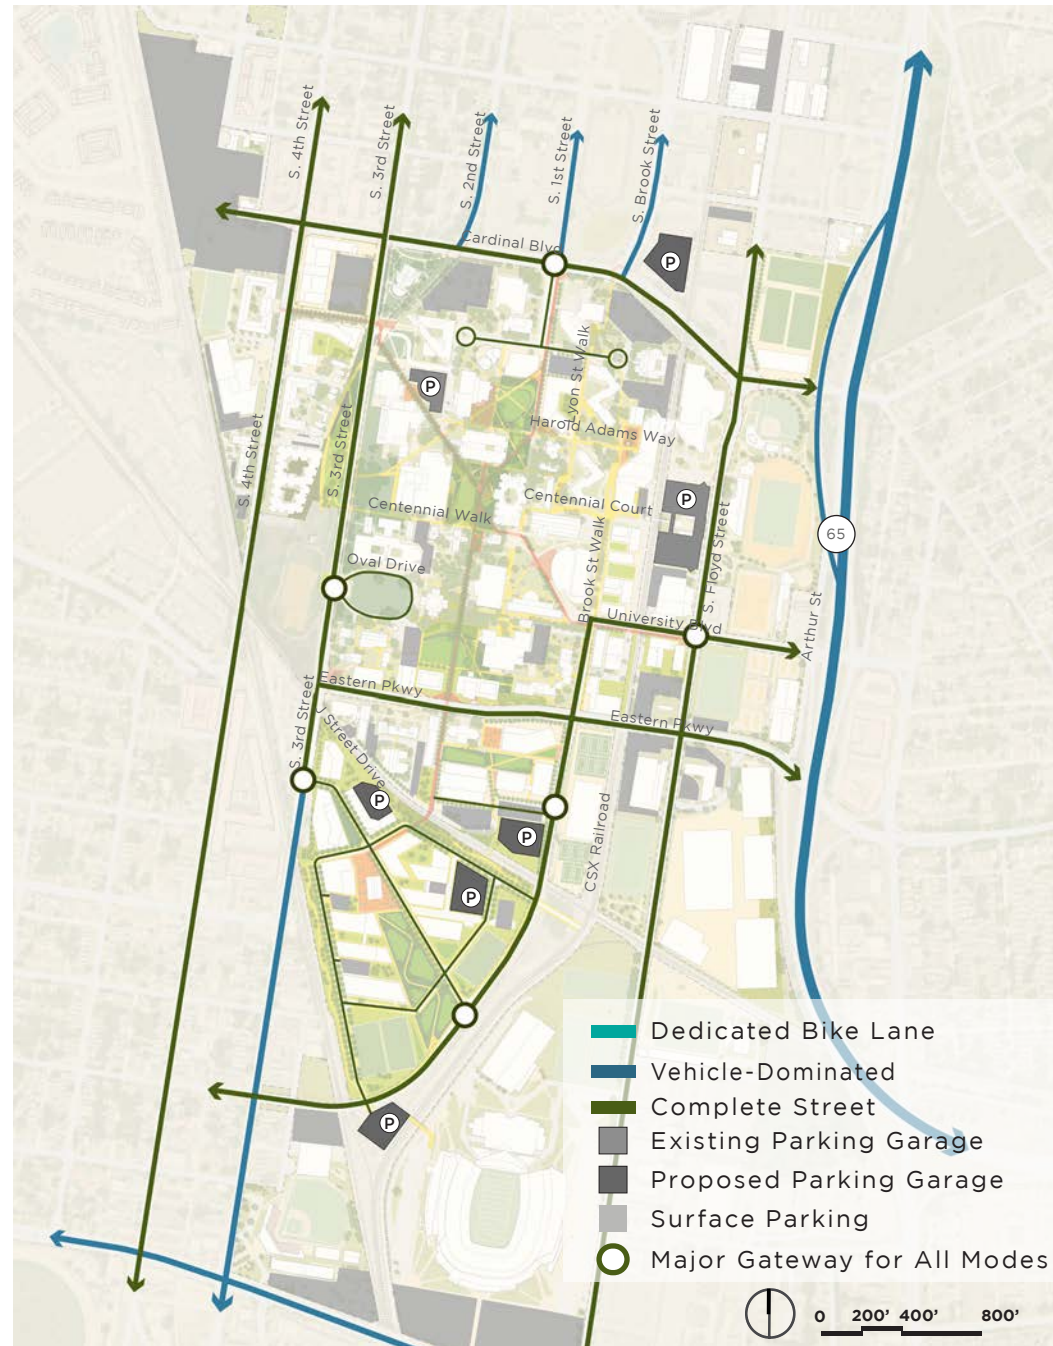 S. 4th Street
S. 3rd Street
S. 2nd Street
S. 1st Street
S. Brook Street
Cardinal Blvd
P
Lyon St Walk
P
Harold Adams Way
S. 4th Street
S. 3rd Street
Centennial Walk
Centennial Court
P
65
Oval Drive
Brook St Walk
S. Floyd Street
University Blvd
Arthur St
Eastern Pkwy
S. 3rd Street
J Street Drive
Eastern Pkwy
P
P
CSX Railroad
P
P
Dedicated Bike Lane
Vehicle-Dominated
Complete Street
Existing Parking Garage
Proposed Parking Garage
Surface Parking
Major Gateway for All Modes
0 200' 400' 800'